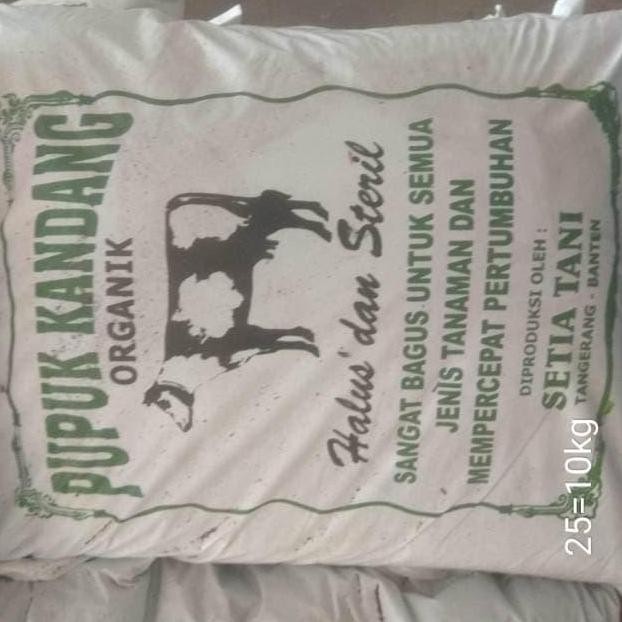 PUPUK KANDANG
ORGANIK
Halus dan Steril
SANGAT BAGUS UNTUK SEMUA
JENIS TANAMAN DAN
MEMPERCEPAT PERTUMBUHAN
DIPRODUKSI OLEH :
SETIA TANI
TANGERANG - BANTEN
25=10kg